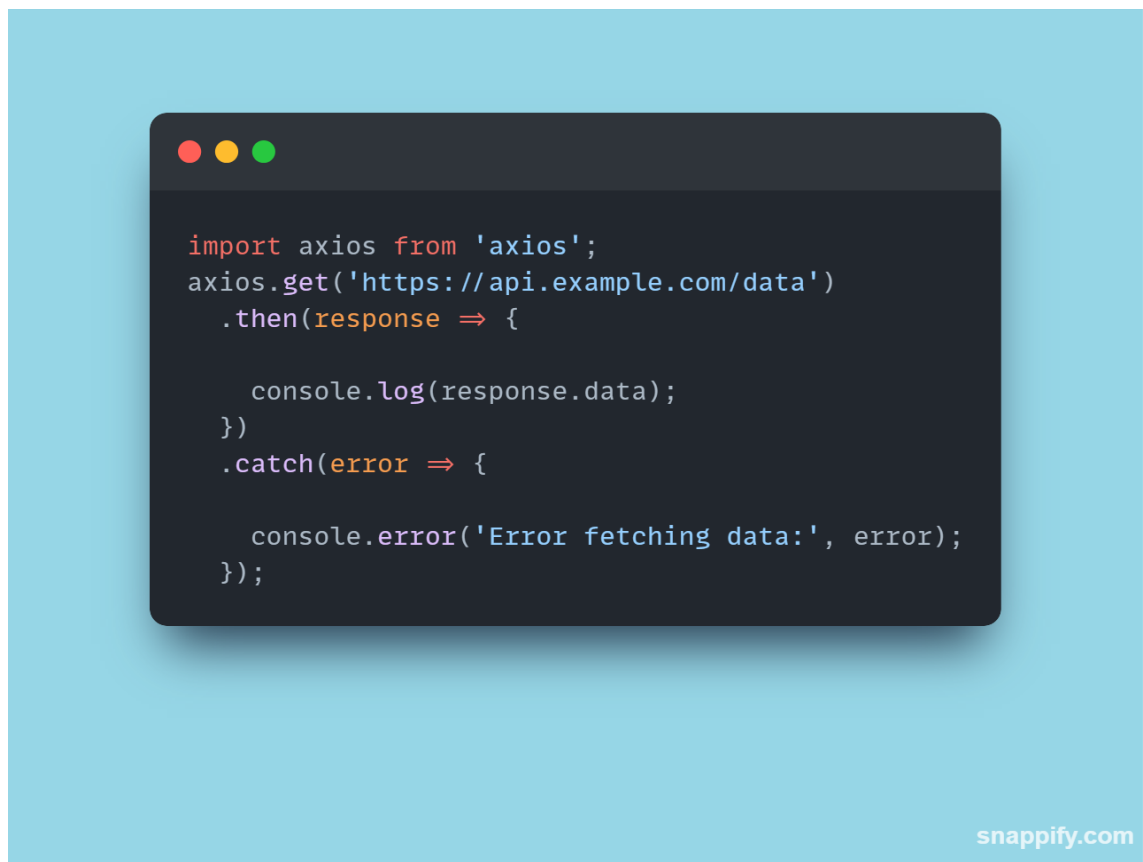 import axios from 'axios';
axios.get('https://api.example.com/data')
  .then(response => {
    console.log(response.data);
  })
  .catch(error => {
    console.error('Error fetching data:', error);
  });
snappify.com